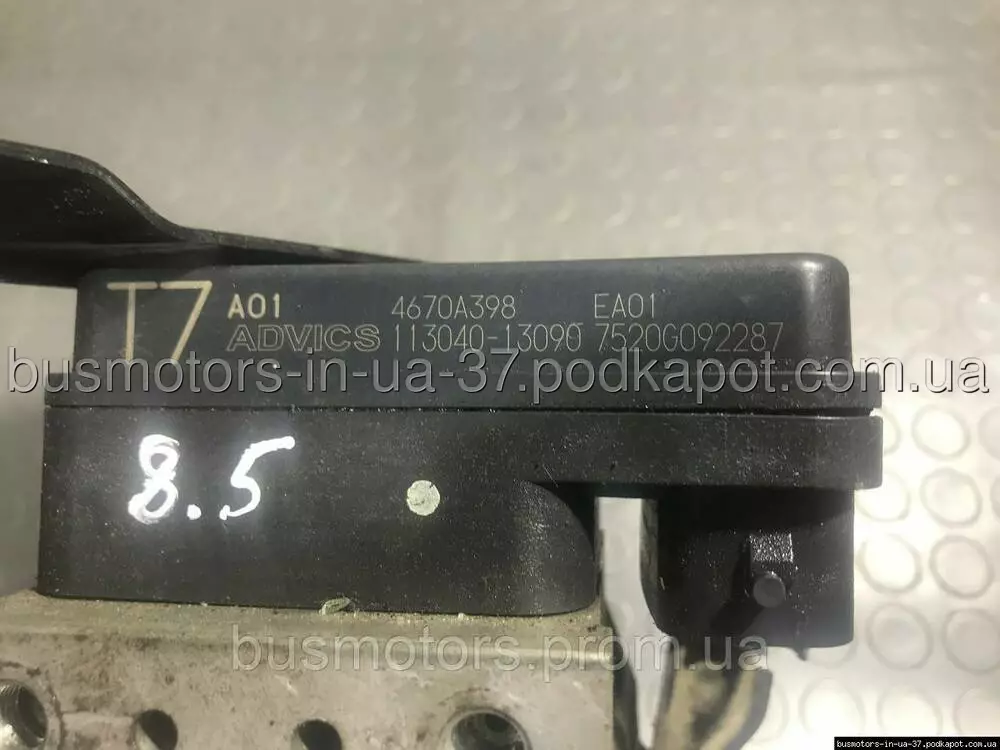 T7 A01 4670A398 EA01
ADVICS 113040-13090 7520G092287
busmotors-in-ua-37.podkapot.com.ua
8.5
busmotors.prom.ua
busmotors-in-ua-37.podkapot.com.ua